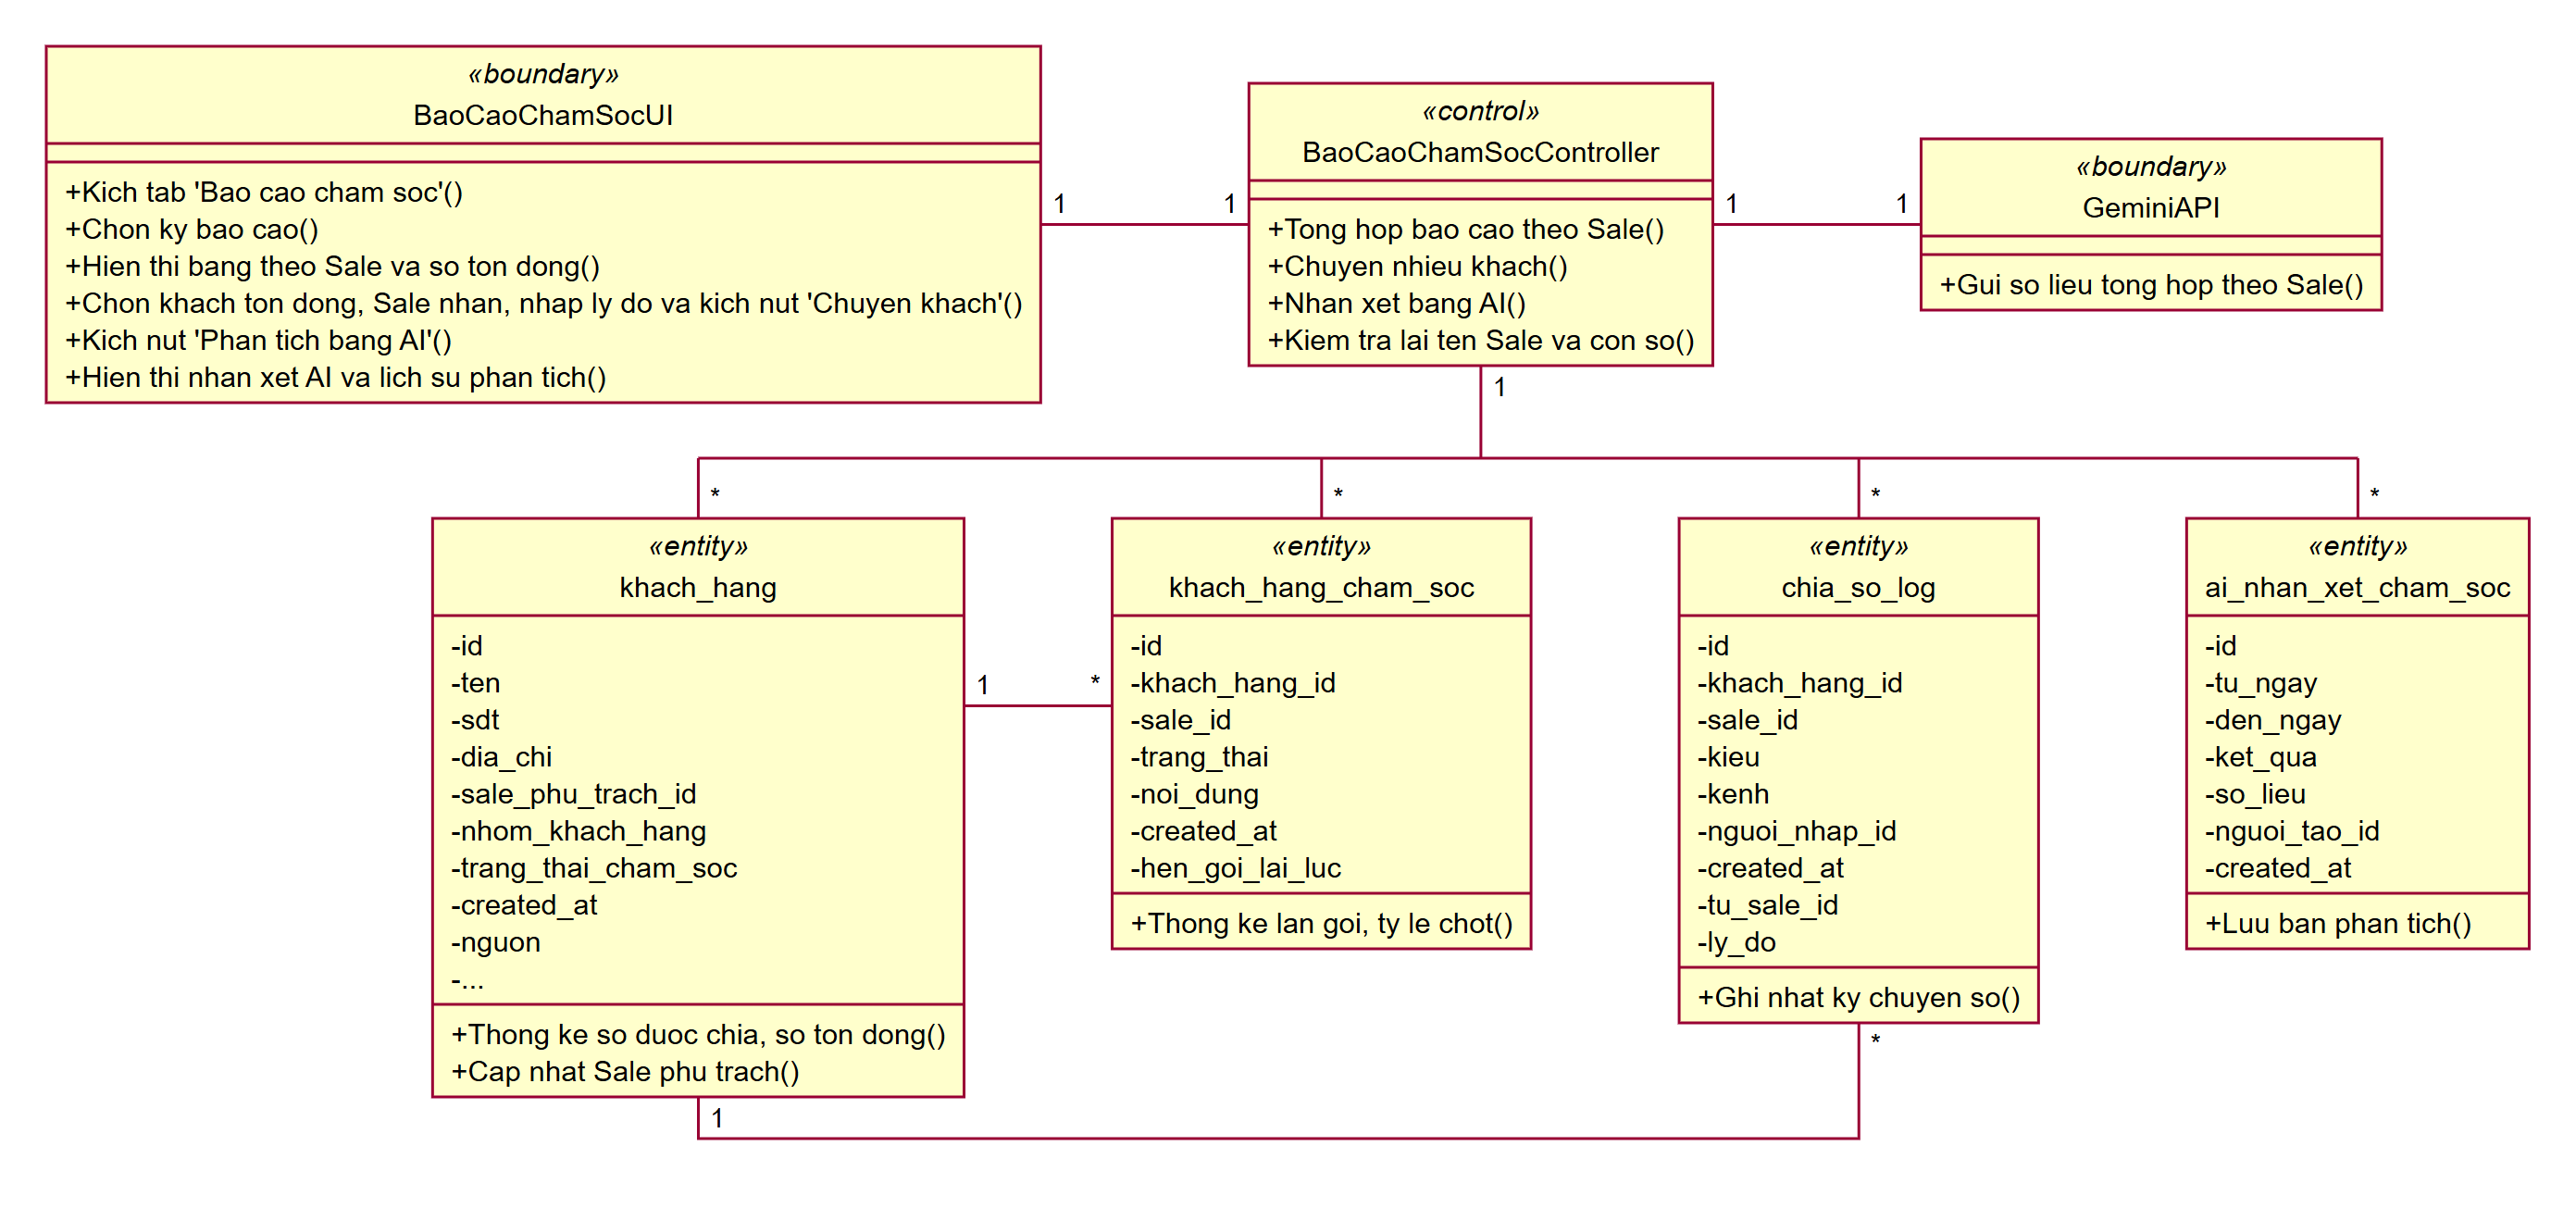 «boundary»
BaoCaoChamSocUI
+Kich tab 'Bao cao cham soc'()
+Chon ky bao cao()
+Hien thi bang theo Sale va so ton dong()
+Chon khach ton dong, Sale nhan, nhap ly do va kich nut 'Chuyen khach'()
+Kich nut 'Phan tich bang AI'()
+Hien thi nhan xet AI va lich su phan tich()
1
1
«control»
BaoCaoChamSocController
+Tong hop bao cao theo Sale()
+Chuyen nhieu khach()
+Nhan xet bang AI()
+Kiem tra lai ten Sale va con so()
1
1
«boundary»
GeminiAPI
+Gui so lieu tong hop theo Sale()
1
*
*
*
*
«entity»
khach_hang
-id
-ten
-sdt
-dia_chi
-sale_phu_trach_id
-nhom_khach_hang
-trang_thai_cham_soc
-created_at
-nguon
-...
+Thong ke so duoc chia, so ton dong()
+Cap nhat Sale phu trach()
1
*
«entity»
khach_hang_cham_soc
-id
-khach_hang_id
-sale_id
-trang_thai
-noi_dung
-created_at
-hen_goi_lai_luc
+Thong ke lan goi, ty le chot()
«entity»
chia_so_log
-id
-khach_hang_id
-sale_id
-kieu
-kenh
-nguoi_nhap_id
-created_at
-tu_sale_id
-ly_do
+Ghi nhat ky chuyen so()
«entity»
ai_nhan_xet_cham_soc
-id
-tu_ngay
-den_ngay
-ket_qua
-so_lieu
-nguoi_tao_id
-created_at
+Luu ban phan tich()
*
1